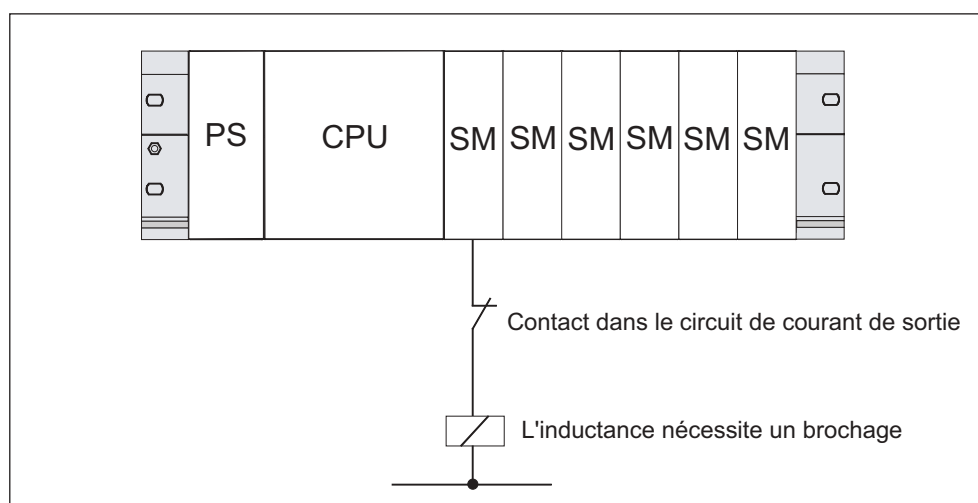 PS CPU SM SM SM SM SM SM
Contact dans le circuit de courant de sortie
L'inductance nécessite un brochage